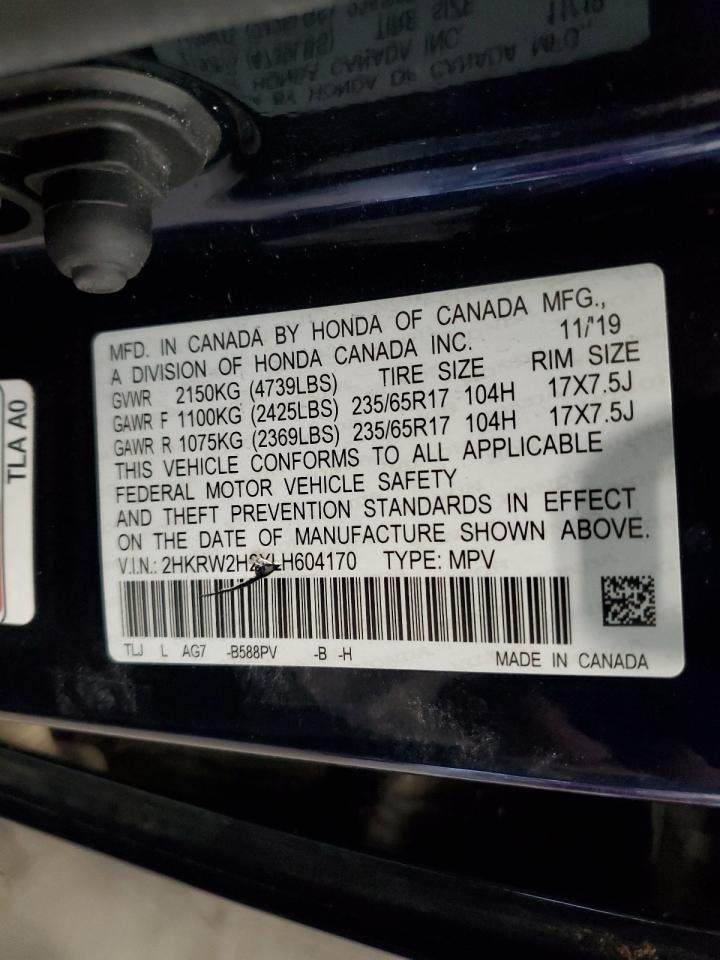 MFD. IN CANADA BY HONDA OF CANADA MFG.,
A DIVISION OF HONDA CANADA INC. 11/'19
GVWR 2150KG (4739LBS) TIRE SIZE RIM SIZE
GAWR F 1100KG (2425LBS) 235/65R17 104H 17X7.5J
GAWR R 1075KG (2369LBS) 235/65R17 104H 17X7.5J
THIS VEHICLE CONFORMS TO ALL APPLICABLE
FEDERAL MOTOR VEHICLE SAFETY
AND THEFT PREVENTION STANDARDS IN EFFECT
ON THE DATE OF MANUFACTURE SHOWN ABOVE.
V.I.N.: TYPE: MPV
TLJ L AG7 -B588PV -B -H MADE IN CANADA
TLA A0